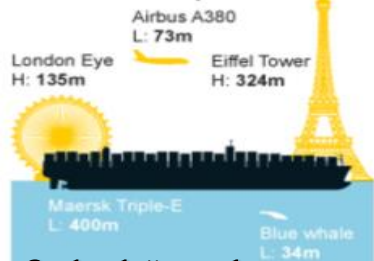 Airbus A380
L: 73m
London Eye
H: 135m
Eiffel Tower
H: 324m
Maersk Triple-E
L: 400m
Blue whale
L: 34m